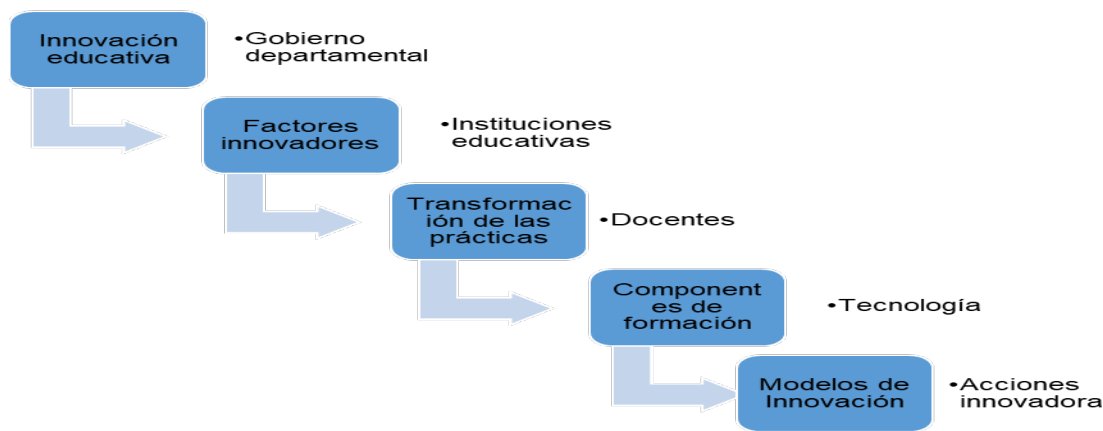 Innovación
educativa
•Gobierno
departamental
Factores
innovadores
•Instituciones
educativas
Transformac
ión de las
prácticas
•Docentes
Component
es de
formación
•Tecnología
Modelos de
Innovación
•Acciones
innovadora